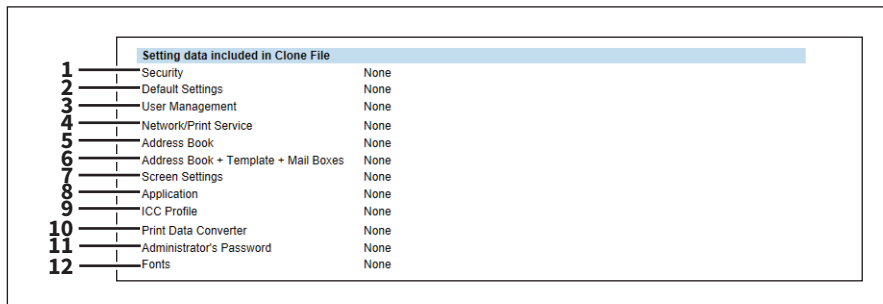 Setting data included in Clone File
1 Security None
2 Default Settings None
3 User Management None
4 Network/Print Service None
5 Address Book None
6 Address Book + Template + Mail Boxes None
7 Screen Settings None
8 Application None
9 ICC Profile None
10 Print Data Converter None
11 Administrator's Password None
12 Fonts None